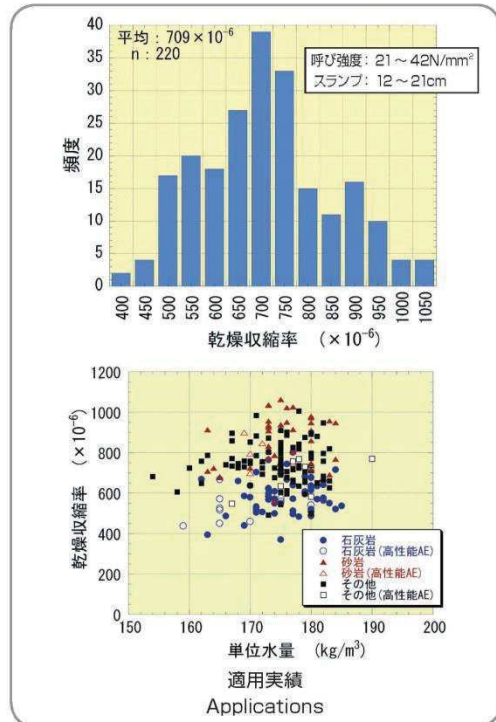 平均：709×10⁻⁶
n：220
呼び強度：21～42N/mm²
スランプ：12～21cm
頻度
40
35
30
25
20
15
10
5
0
400 450 500 550 600 650 700 750 800 850 900 950 1000 1050
乾燥収縮率 （×10⁻⁶）
乾燥収縮率 （×10⁻⁶）
1200
1000
800
600
400
200
0
石灰岩
石灰岩(高性能AE)
砂岩
砂岩(高性能AE)
その他
その他(高性能AE)
150 160 170 180 190 200
単位水量 (kg/m³)
適用実績
Applications